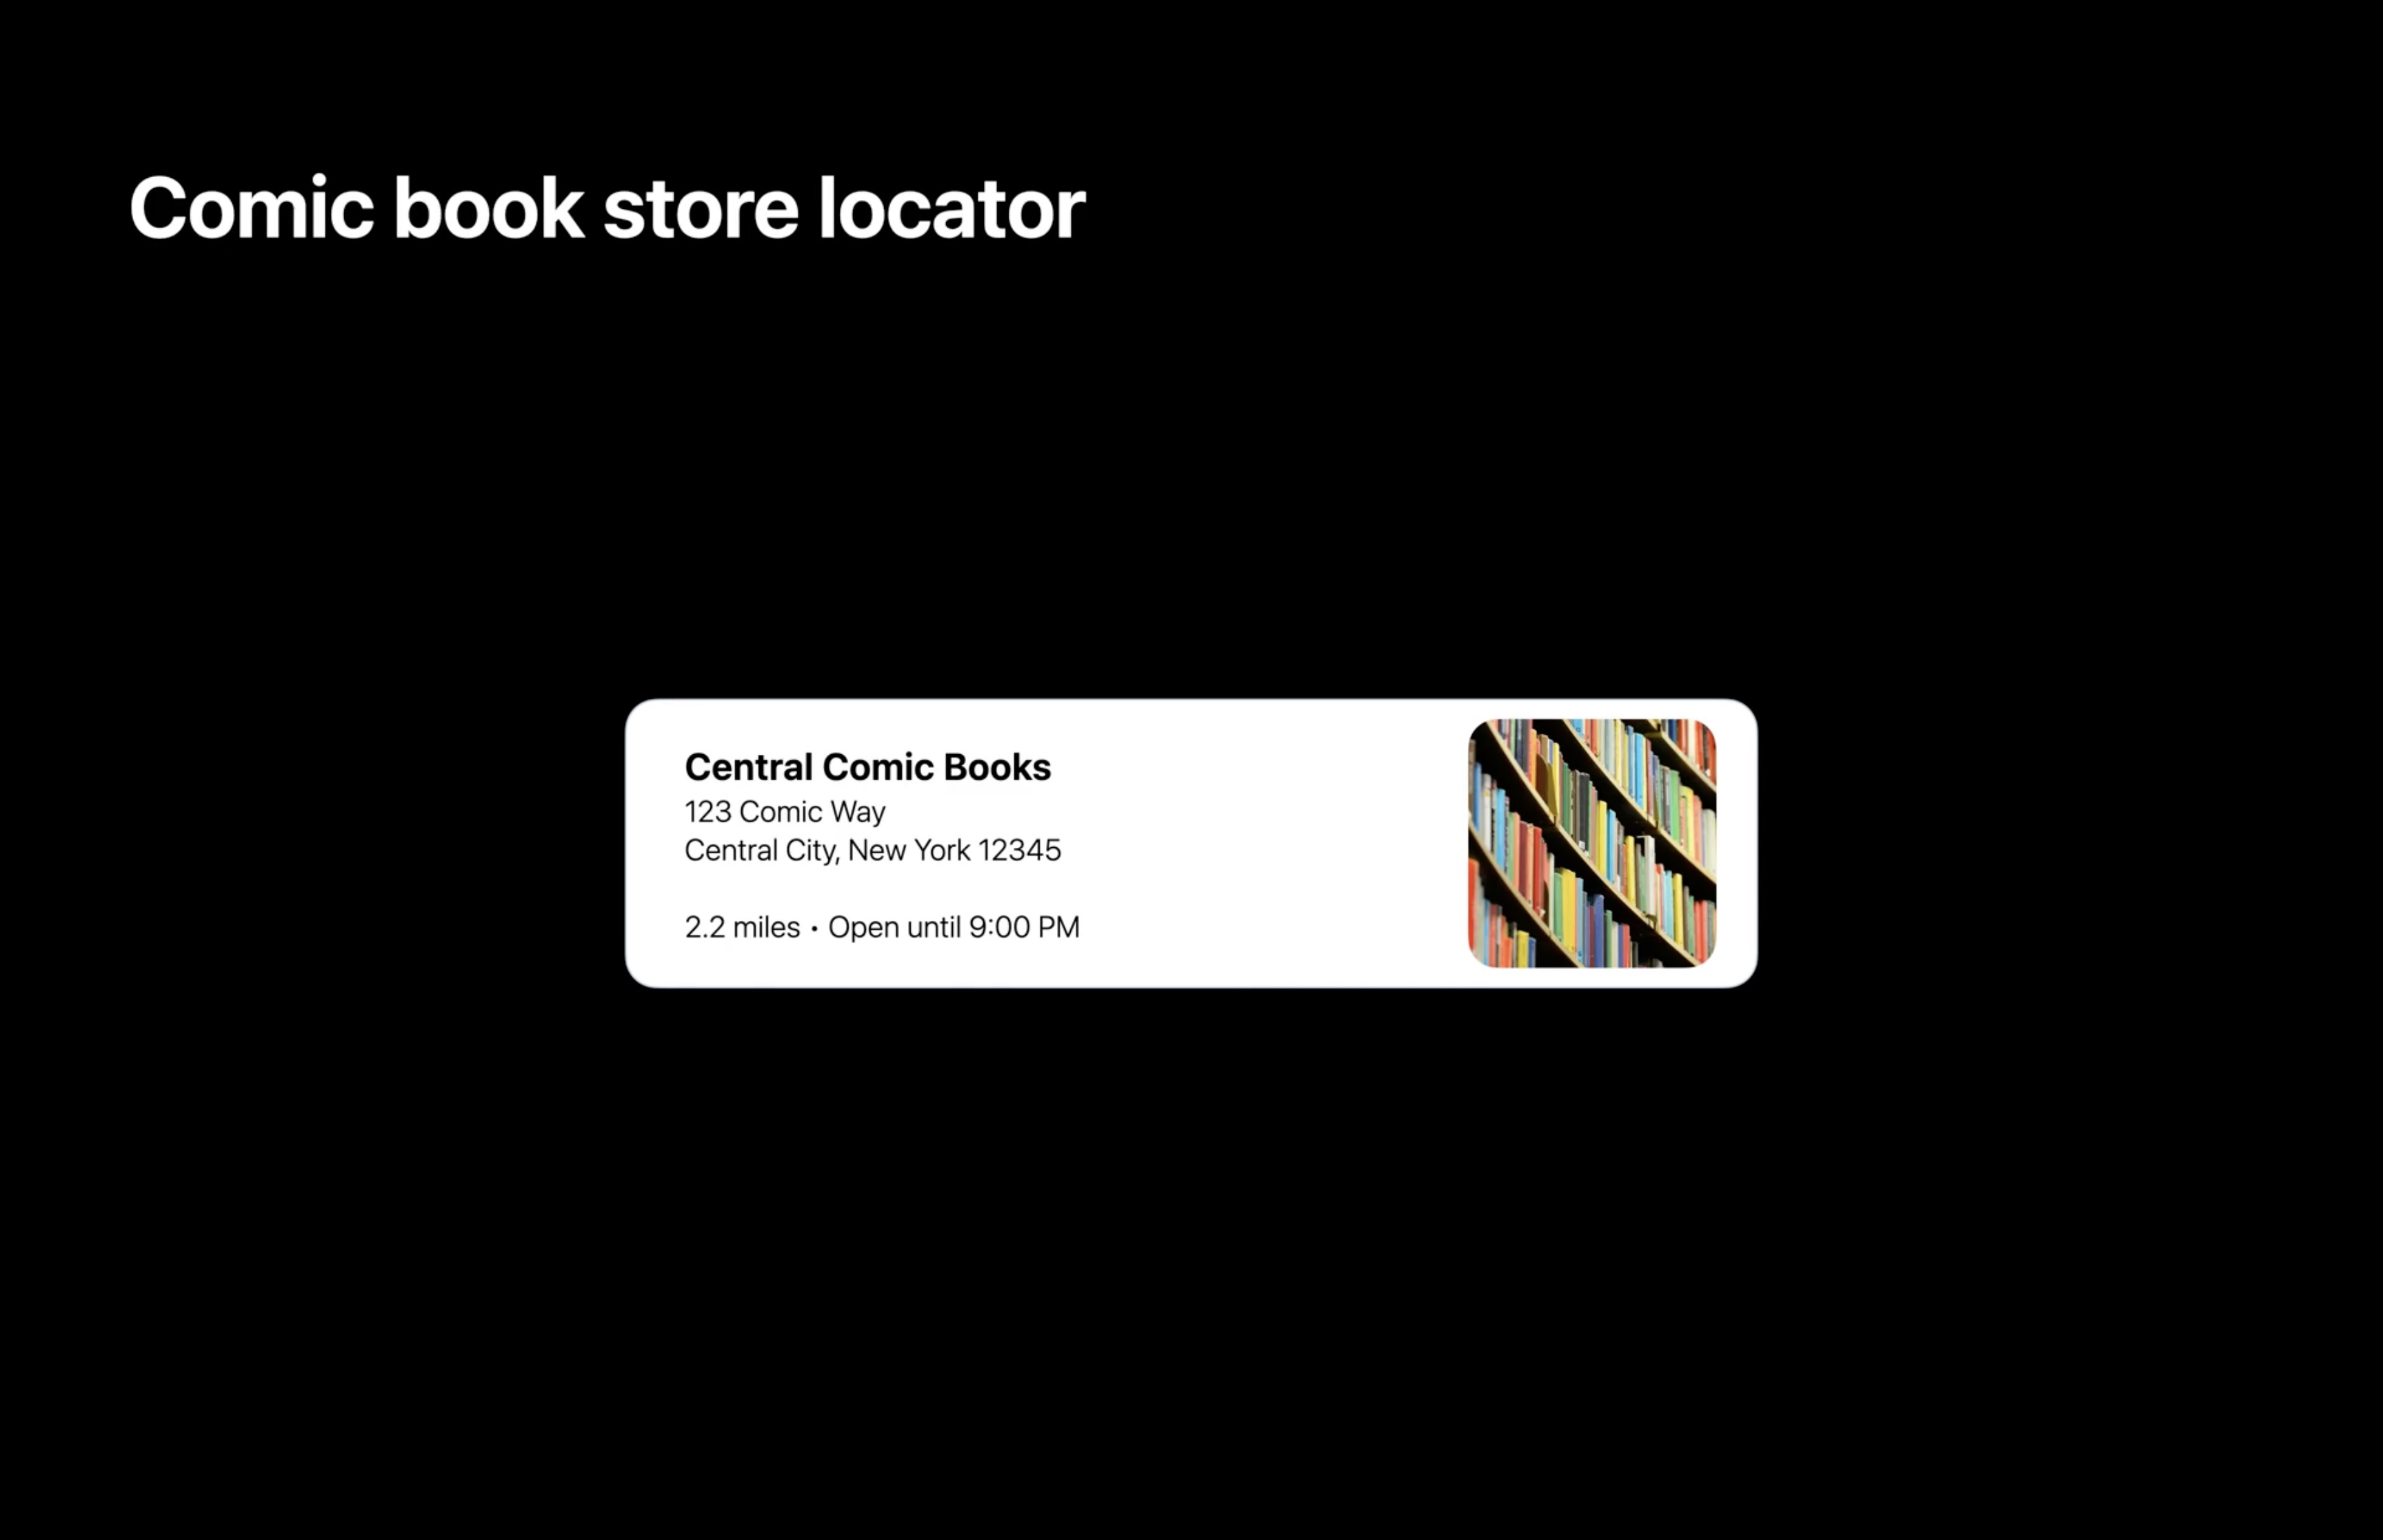 Comic book store locator
Central Comic Books
123 Comic Way
Central City, New York 12345
2.2 miles • Open until 9:00 PM